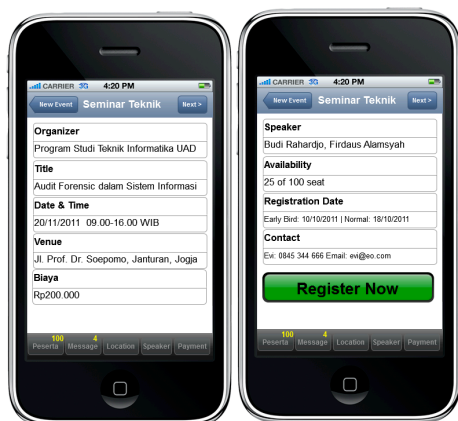 CARRIER 3G 4:20 PM
New Event Seminar Teknik Next >
Organizer
Program Studi Teknik Informatika UAD
Title
Audit Forensic dalam Sistem Informasi
Date & Time
20/11/2011 09.00-16.00 WIB
Venue
Jl. Prof. Dr. Soepomo, Janturan, Jogja
Biaya
Rp200.000
100 4
Peserta Message Location Speaker Payment
CARRIER 3G 4:20 PM
New Event Seminar Teknik Next >
Speaker
Budi Rahardjo, Firdaus Alamsyah
Availability
25 of 100 seat
Registration Date
Early Bird: 10/10/2011 | Normal: 18/10/2011
Contact
Evi: 0845 344 666 Email: evi@eo.com
Register Now
100 4
Peserta Message Location Speaker Payment